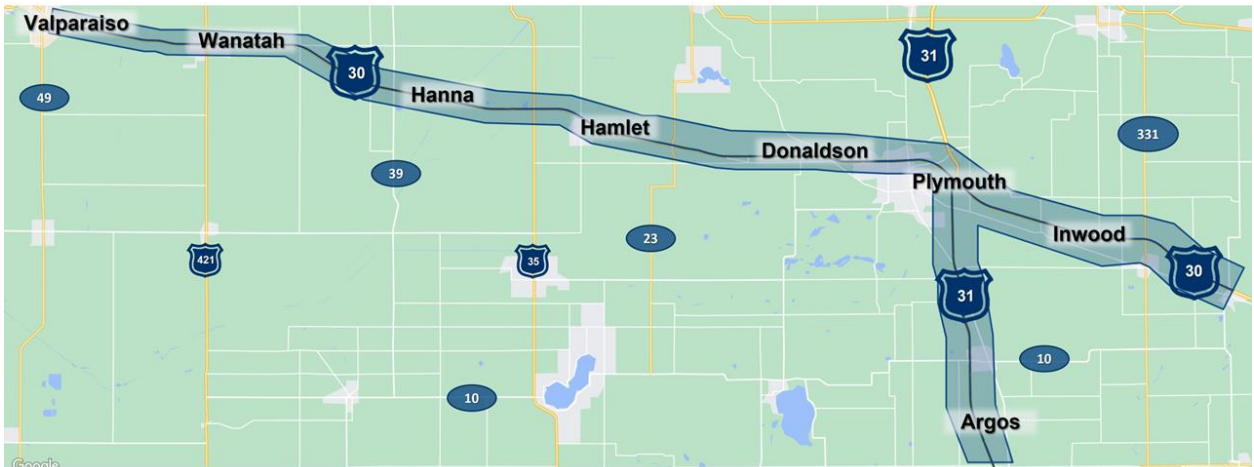 Valparaiso
Wanatah
30
31
49
Hanna
Hamlet
331
Donaldson
39
Plymouth
23
Inwood
421
35
30
31
10
10
Argos
Google